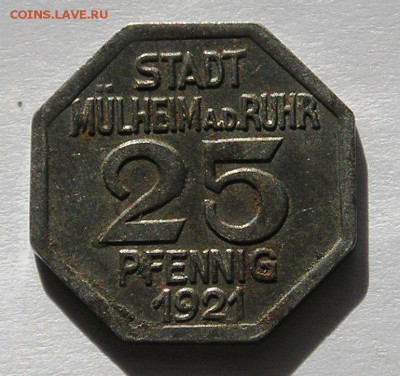 COINS.LAVE.RU
STADT
MÜLHEIM A.D. RUHR
25
PFENNIG
1921